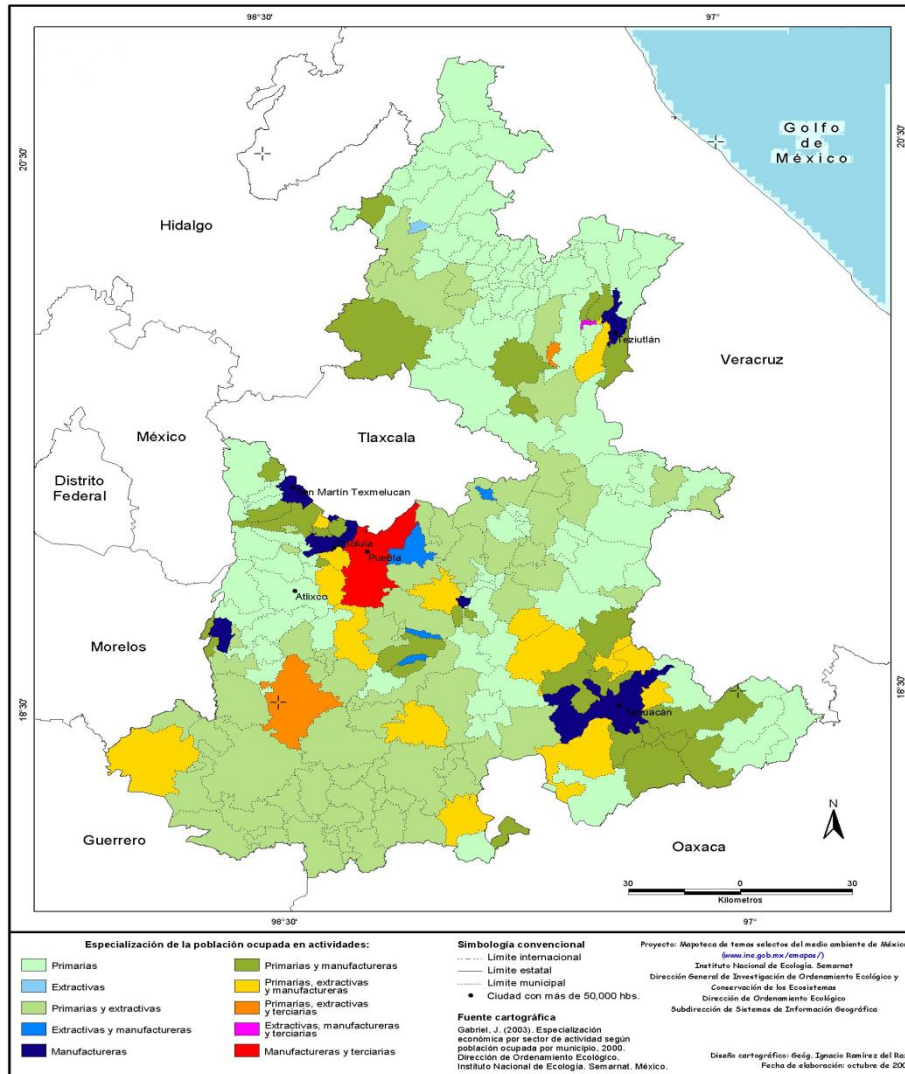 98°30'
97°
20°30'
20°30'
Golfo
de
México
Hidalgo
Teziutlán
Veracruz
México
Tlaxcala
Distrito
Federal
San Martín Texmelucan
Puebla
Atlixco
Morelos
18°30'
18°30'
Guerrero
Oaxaca
N
30 0 30
Kilometros
98°30'
97°
Especialización de la población ocupada en actividades:
Primarias
Extractivas
Primarias y extractivas
Extractivas y manufactureras
Manufactureras
Primarias y manufactureras
Primarias, extractivas
y manufactureras
Primarias, extractivas
y terciarias
Extractivas, manufactureras
y terciarias
Manufactureras y terciarias
Simbología convencional
Límite internacional
Límite estatal
Límite municipal
Ciudad con más de 50,000 hbs.
Fuente cartográfica
Gabriel, J. (2003). Especialización
económica por sector de actividad según
población ocupada por municipio, 2000.
Dirección de Ordenamiento Ecológico.
Instituto Nacional de Ecología, Semarnat, México.
Proyecto: Mapoteca de temas selectos del medio ambiente de México
(www.ine.gob.mx/emapas/)
Instituto Nacional de Ecología, Semarnat
Dirección General de Investigación de Ordenamiento Ecológico y
Conservación de los Ecosistemas
Dirección de Ordenamiento Ecológico
Subdirección de Sistemas de Información Geográfica
Diseño cartográfico: Geóg. Ignacio Ramírez del
Fecha de elaboración: octubre de